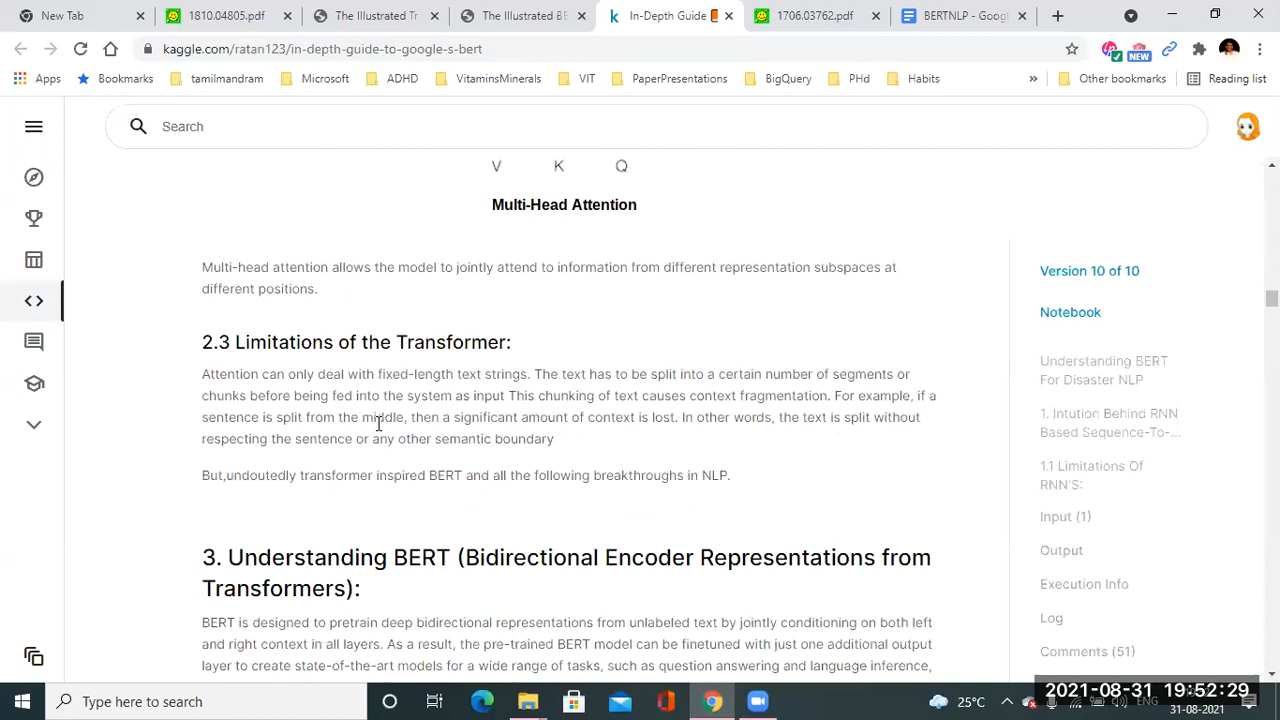 New Tab
1810.04805.pdf
The Illustrated Tr
The Illustrated BE
In-Depth Guide
1706.03762.pdf
BERTNLP - Goog
kaggle.com/ratan123/in-depth-guide-to-google-s-bert
NEW
Apps
Bookmarks
tamilmandram
Microsoft
ADHD
VitaminsMinerals
VIT
PaperPresentations
BigQuery
PHd
Habits
»
Other bookmarks
Reading list
Search
V K Q
Multi-Head Attention
Multi-head attention allows the model to jointly attend to information from different representation subspaces at
different positions.
2.3 Limitations of the Transformer:
Attention can only deal with fixed-length text strings. The text has to be split into a certain number of segments or
chunks before being fed into the system as input This chunking of text causes context fragmentation. For example, if a
sentence is split from the middle, then a significant amount of context is lost. In other words, the text is split without
respecting the sentence or any other semantic boundary
But,undoutedly transformer inspired BERT and all the following breakthroughs in NLP.
3. Understanding BERT (Bidirectional Encoder Representations from
Transformers):
BERT is designed to pretrain deep bidirectional representations from unlabeled text by jointly conditioning on both left
and right context in all layers. As a result, the pre-trained BERT model can be finetuned with just one additional output
layer to create state-of-the-art models for a wide range of tasks, such as question answering and language inference,
Version 10 of 10
Notebook
Understanding BERT
For Disaster NLP
1. Intution Behind RNN
Based Sequence-To-...
1.1 Limitations Of
RNN'S:
Input (1)
Output
Execution Info
Log
Comments (51)
Type here to search
25°C
ENG
2021-08-31 19:52:29
31-08-2021